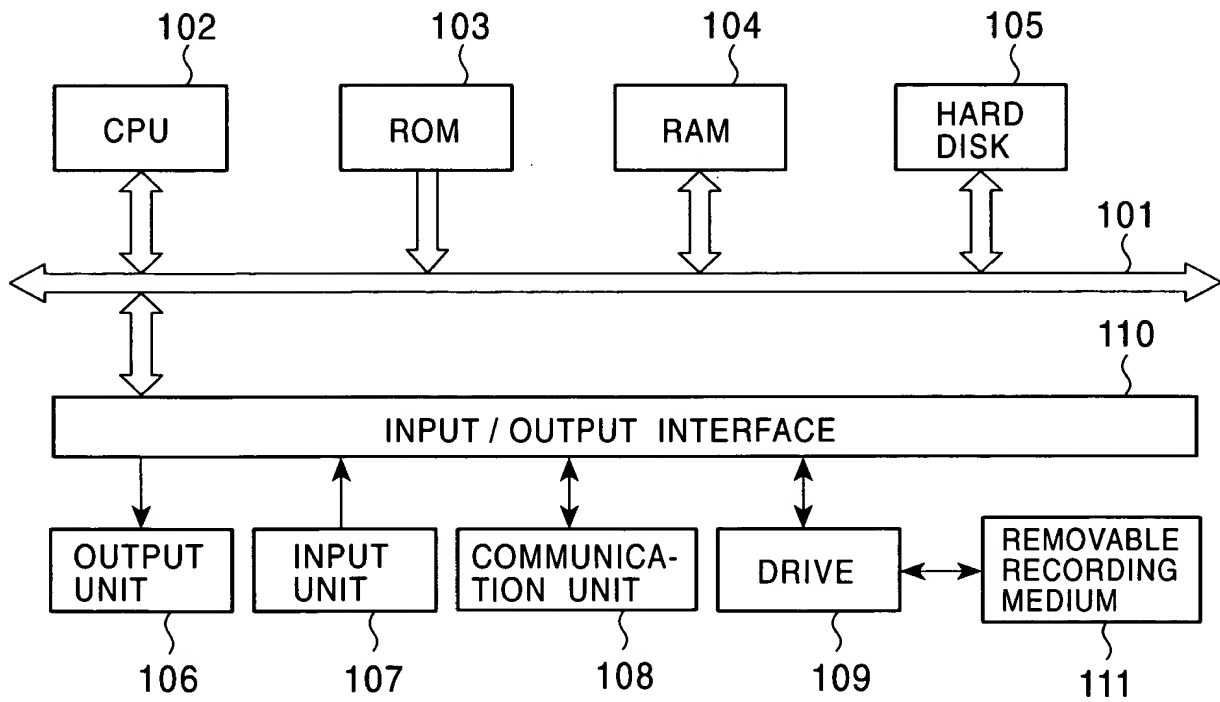 102
103
104
105
CPU
ROM
RAM
HARD
DISK
101
110
INPUT / OUTPUT INTERFACE
OUTPUT
UNIT
INPUT
UNIT
COMMUNICA-
TION UNIT
DRIVE
REMOVABLE
RECORDING
MEDIUM
106
107
108
109
111